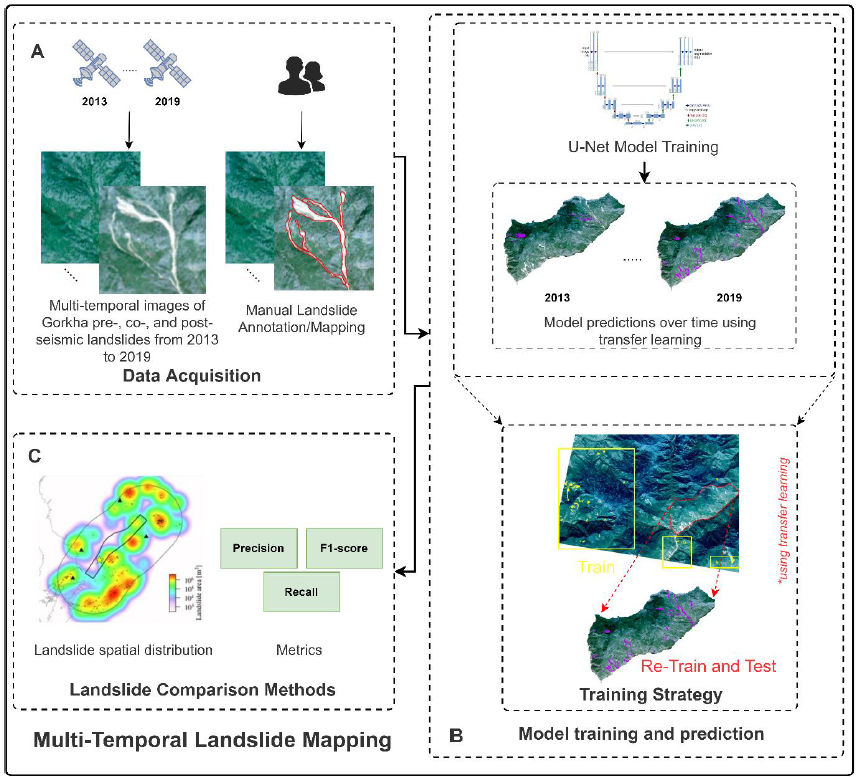 A
2013
2019
Multi-temporal images of
Gorkha pre-, co-, and post-
seismic landslides from 2013
to 2019
Manual Landslide
Annotation/Mapping
Data Acquisition
U-Net Model Training
2013
2019
Model predictions over time using
transfer learning
Train
*using transfer learning
Re-Train and Test
Training Strategy
B
Model training and prediction
C
Landslide area [m²]
Precision
F1-score
Recall
Landslide spatial distribution
Metrics
Landslide Comparison Methods
Multi-Temporal Landslide Mapping